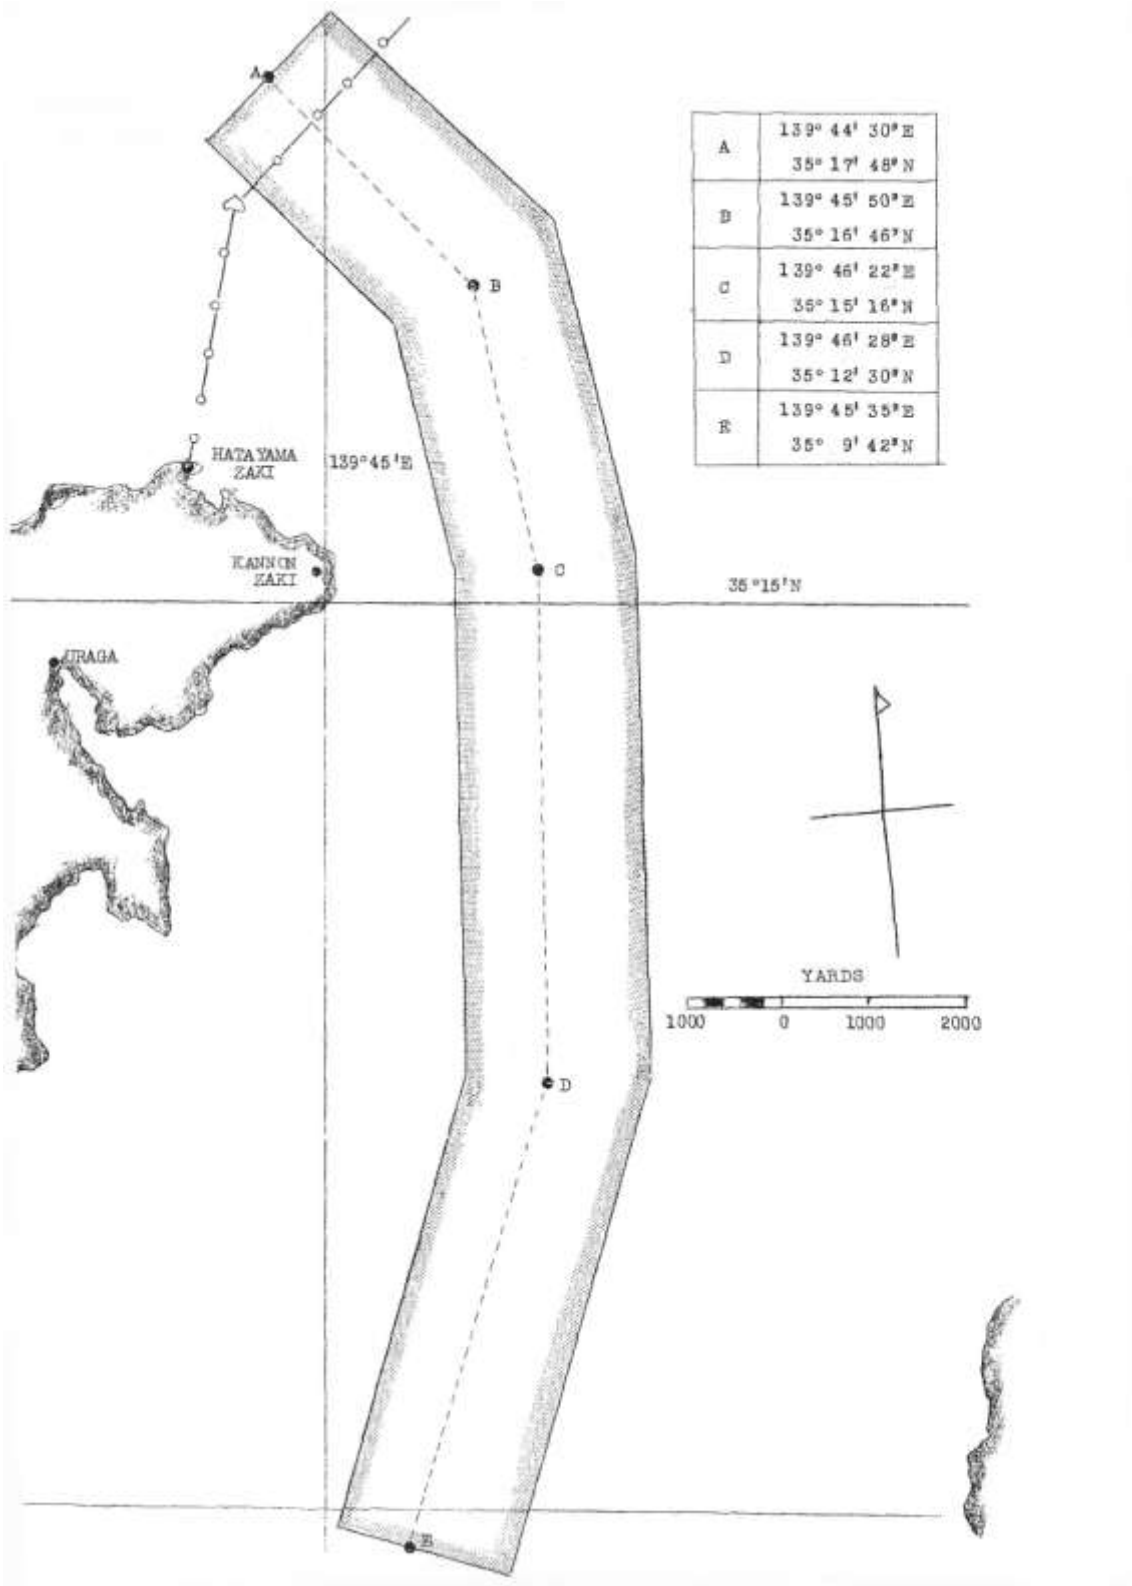 A
A
139° 44' 30" E
35° 17' 48" N
B
139° 45' 50" E
35° 16' 46" N
C
139° 46' 22" E
35° 15' 16" N
D
139° 46' 28" E
35° 12' 30" N
E
139° 45' 35" E
35° 9' 42" N
B
HATAYAMA
ZAKI
139°45'E
KANNON
ZAKI
C
35°15'N
URAGA
YARDS
1000 0 1000 2000
D
E